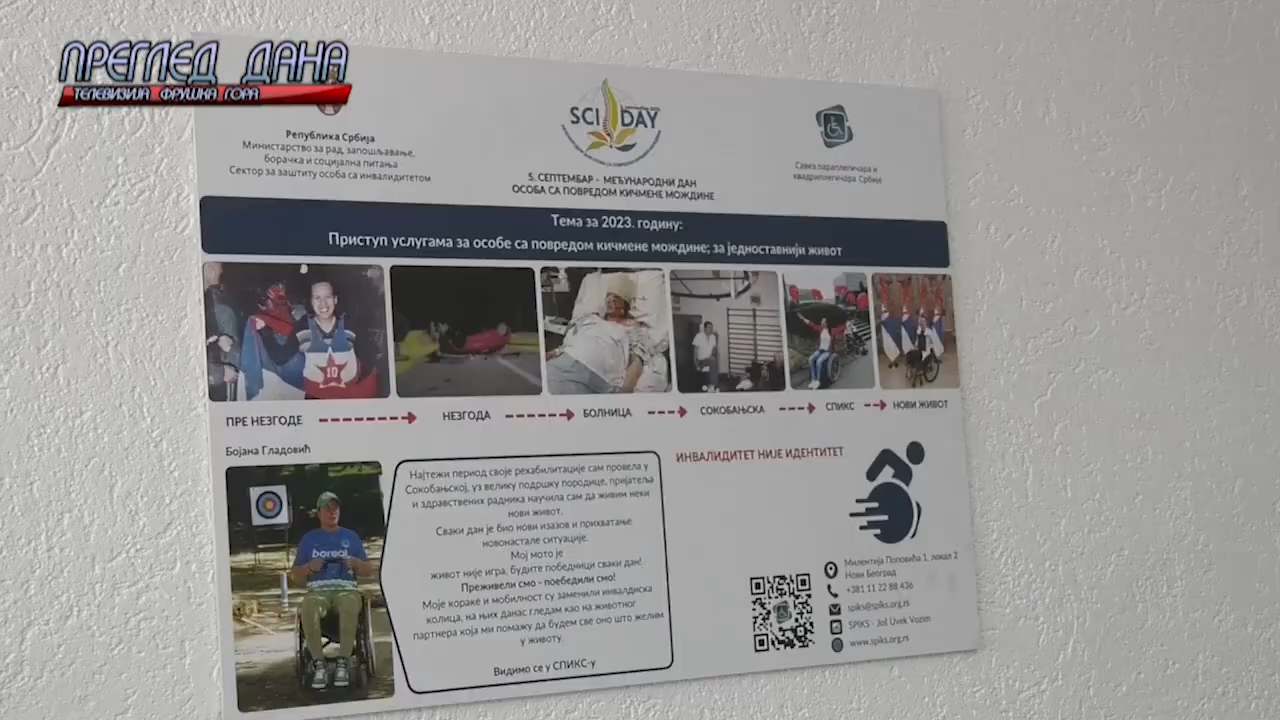 ПРЕГЛЕД ДАНА
ТЕЛЕВИЗИЈА ФРУШКА ГОРА
Република Србија
Министарство за рад, запошљавање,
борачка и социјална питања
Сектор за заштиту особа са инвалидитетом
SCI DAY
5. СЕПТЕМБАР - МЕЂУНАРОДНИ ДАН
ОСОБА СА ПОВРЕДОМ КИЧМЕНЕ МОЖДИНЕ
Савез параплегичара и
квадриплегичара Србије
Тема за 2023. годину:
Приступ услугама за особе са повредом кичмене мождине; за једноставнији живот
10
ПРЕ НЕЗГОДЕ
НЕЗГОДА
БОЛНИЦА
СОКОБАЊСКА
СПИКС
НОВИ ЖИВОТ
Бојана Гладовић
boreal
Најтежи период своје рехабилитације сам провела у
Сокобањској, уз велику подршку породице, пријатеља
и здравствених радника научила сам да живим неки
нови живот.
Сваки дан је био нови изазов и прихватање
новонастале ситуације.
Мој мото је
живот није игра, будите победници сваки дан!
Преживели смо - победили смо!
Моје кораке и мобилност су заменили инвалидска
колица, на њих данас гледам као на животног
партнера која ми помажу да будем све оно што желим
у животу.
Видимо се у СПИКС-у
ИНВАЛИДИТЕТ НИЈЕ ИДЕНТИТЕТ
Милентија Поповића 1, локал 2
Нови Београд
+381 11 22 88 436
spiks@spiks.org.rs
SPIKS - Još Uvek Vozim
www.spiks.org.rs